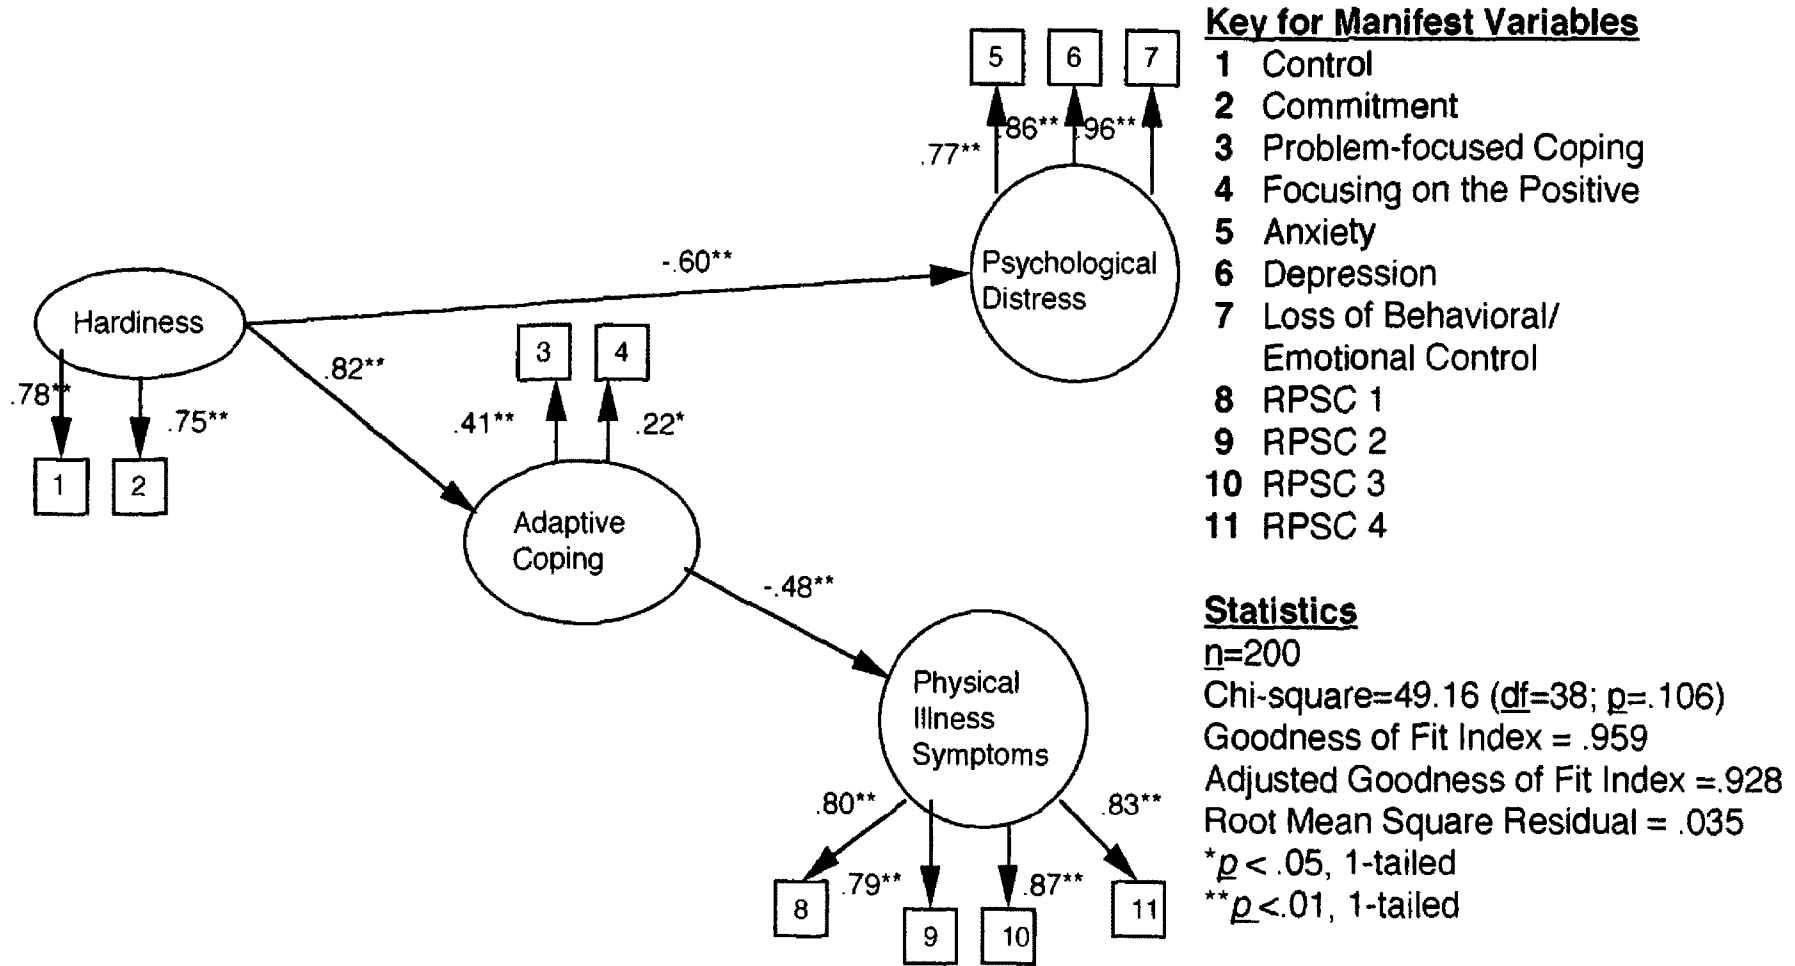 5
6
7
.77**
.86**
.96**
Psychological
Distress
-.60**
Hardiness
.78**
.75**
1
2
.82**
3
4
.41**
.22*
Adaptive
Coping
-.48**
Physical
Illness
Symptoms
.80**
.79**
.87**
.83**
8
9
10
11
Key for Manifest Variables
1 Control
2 Commitment
3 Problem-focused Coping
4 Focusing on the Positive
5 Anxiety
6 Depression
7 Loss of Behavioral/
Emotional Control
8 RPSC 1
9 RPSC 2
10 RPSC 3
11 RPSC 4
Statistics
n=200
Chi-square=49.16 (df=38; p=.106)
Goodness of Fit Index = .959
Adjusted Goodness of Fit Index =.928
Root Mean Square Residual = .035
*p < .05, 1-tailed
**p <.01, 1-tailed